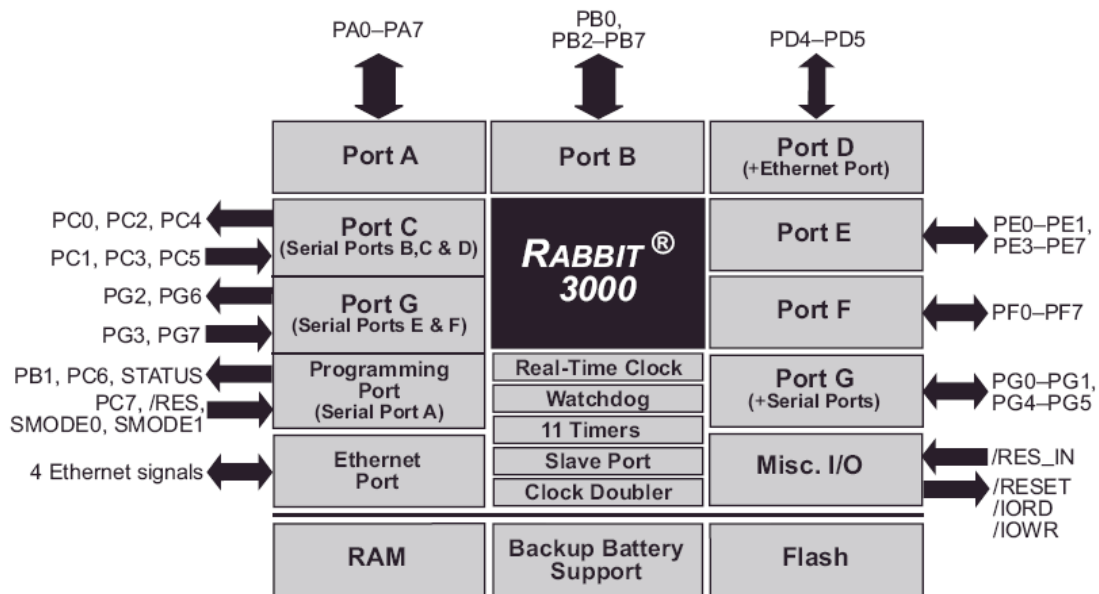 PA0–PA7
PB0,
PB2–PB7
PD4–PD5
Port A
Port B
Port D
(+Ethernet Port)
PC0, PC2, PC4
PC1, PC3, PC5
Port C
(Serial Ports B,C & D)
RABBIT ®
3000
Port E
PE0–PE1,
PE3–PE7
PG2, PG6
PG3, PG7
Port G
(Serial Ports E & F)
Port F
PF0–PF7
PB1, PC6, STATUS
PC7, /RES,
SMODE0, SMODE1
Programming
Port
(Serial Port A)
Real-Time Clock
Watchdog
11 Timers
Slave Port
Clock Doubler
Port G
(+Serial Ports)
PG0–PG1,
PG4–PG5
4 Ethernet signals
Ethernet
Port
Misc. I/O
/RES_IN
/RESET
/IORD
/IOWR
RAM
Backup Battery
Support
Flash